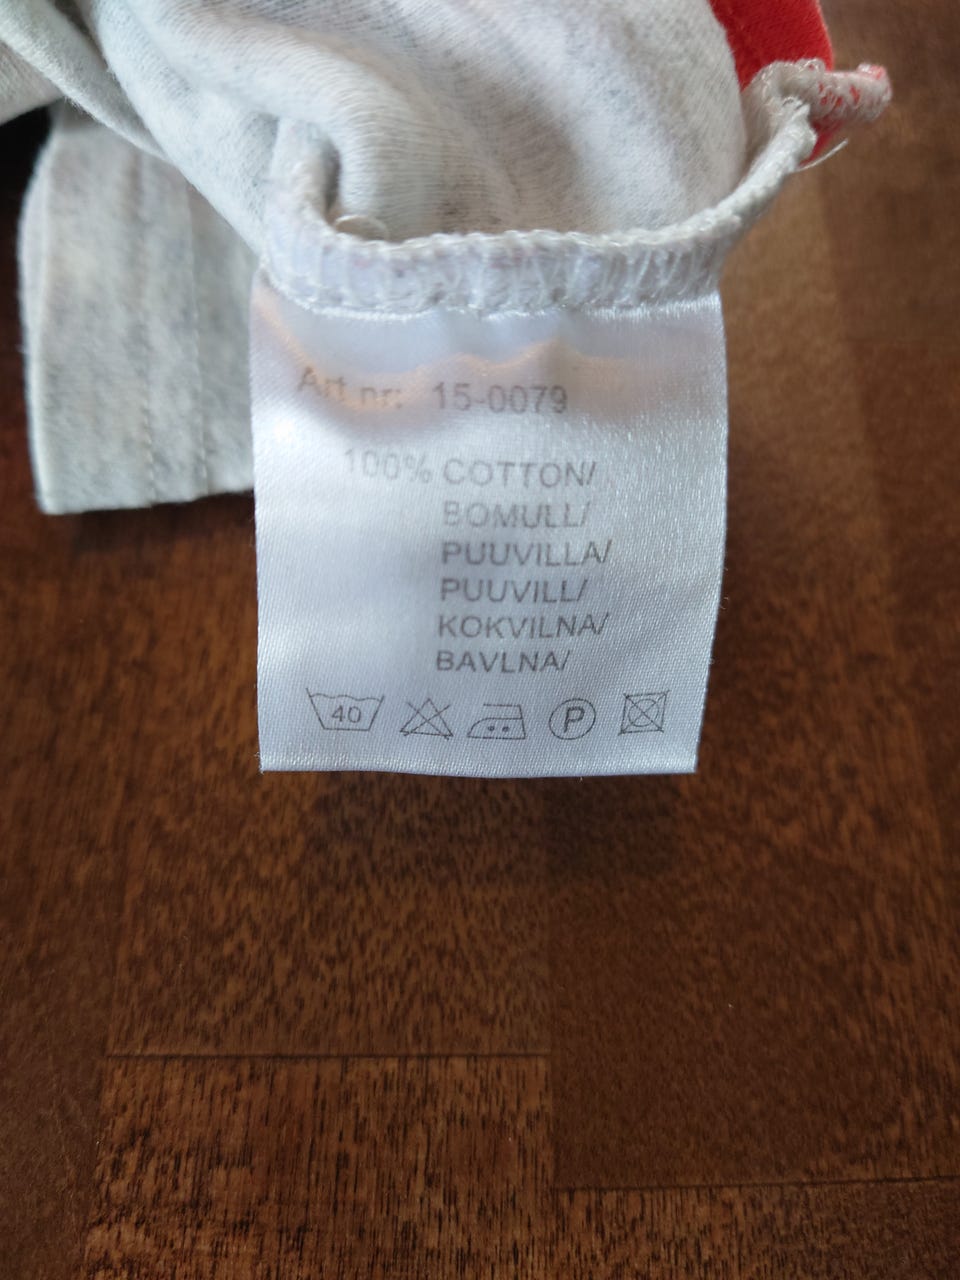 Art nr: 15-0079
100% COTTON/
BOMULL/
PUUVILLA/
PUUVILL/
KOKVILNA/
BAVLNA/
40 P